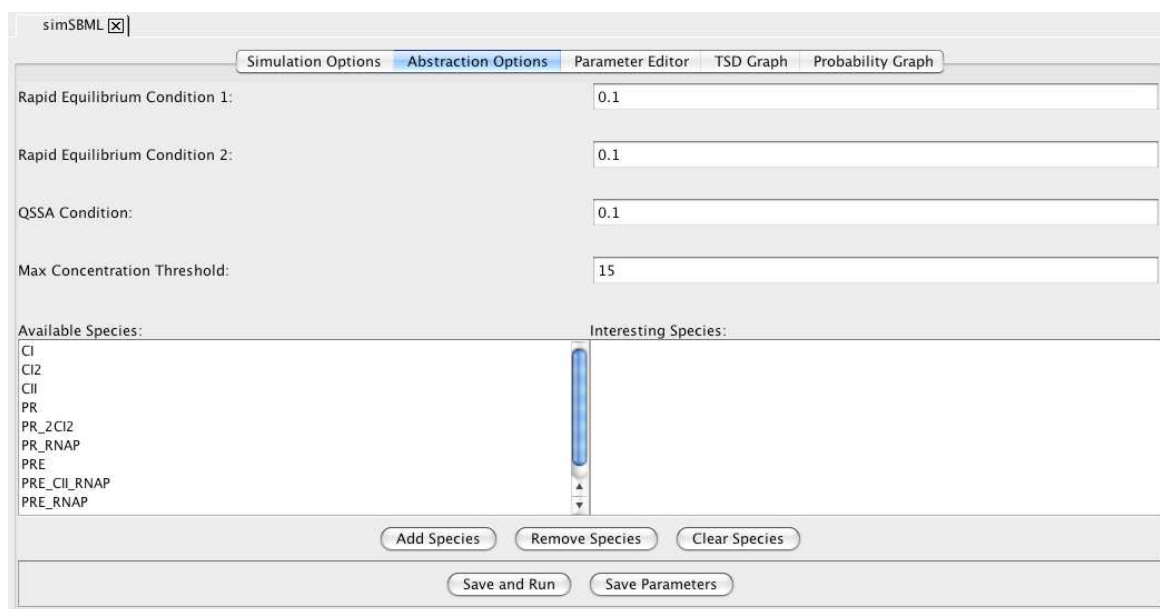 simSBML
Simulation Options Abstraction Options Parameter Editor TSD Graph Probability Graph
Rapid Equilibrium Condition 1: 0.1
Rapid Equilibrium Condition 2: 0.1
QSSA Condition: 0.1
Max Concentration Threshold: 15
Available Species: Interesting Species:
CI
CI2
CII
PR
PR_2CI2
PR_RNAP
PRE
PRE_CII_RNAP
PRE_RNAP
Add Species Remove Species Clear Species
Save and Run Save Parameters